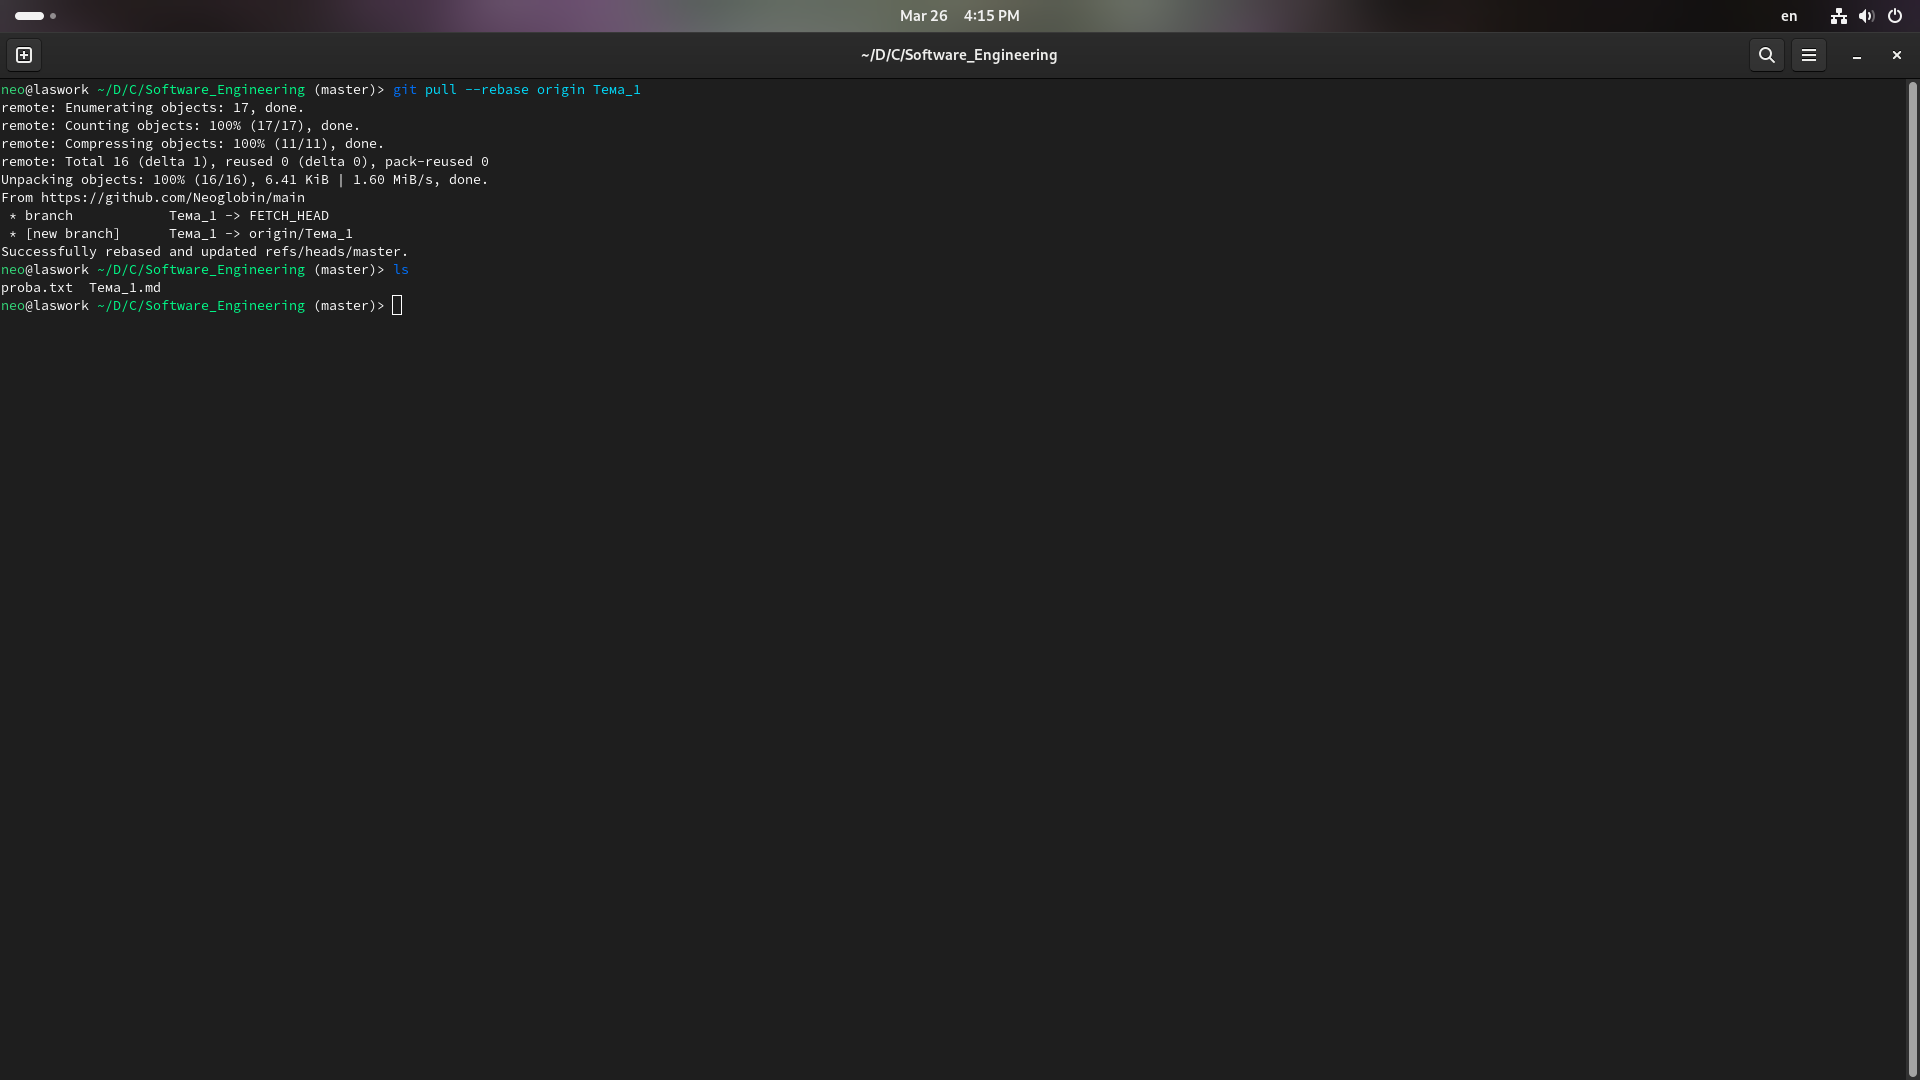 Mar 26 4:15 PM
en
~/D/C/Software_Engineering
neo@laswork ~/D/C/Software_Engineering (master)> git pull --rebase origin Тема_1
remote: Enumerating objects: 17, done.
remote: Counting objects: 100% (17/17), done.
remote: Compressing objects: 100% (11/11), done.
remote: Total 16 (delta 1), reused 0 (delta 0), pack-reused 0
Unpacking objects: 100% (16/16), 6.41 KiB | 1.60 MiB/s, done.
From https://github.com/Neoglobin/main
 * branch            Тема_1 -> FETCH_HEAD
 * [new branch]      Тема_1 -> origin/Тема_1
Successfully rebased and updated refs/heads/master.
neo@laswork ~/D/C/Software_Engineering (master)> ls
proba.txt  Тема_1.md
neo@laswork ~/D/C/Software_Engineering (master)>